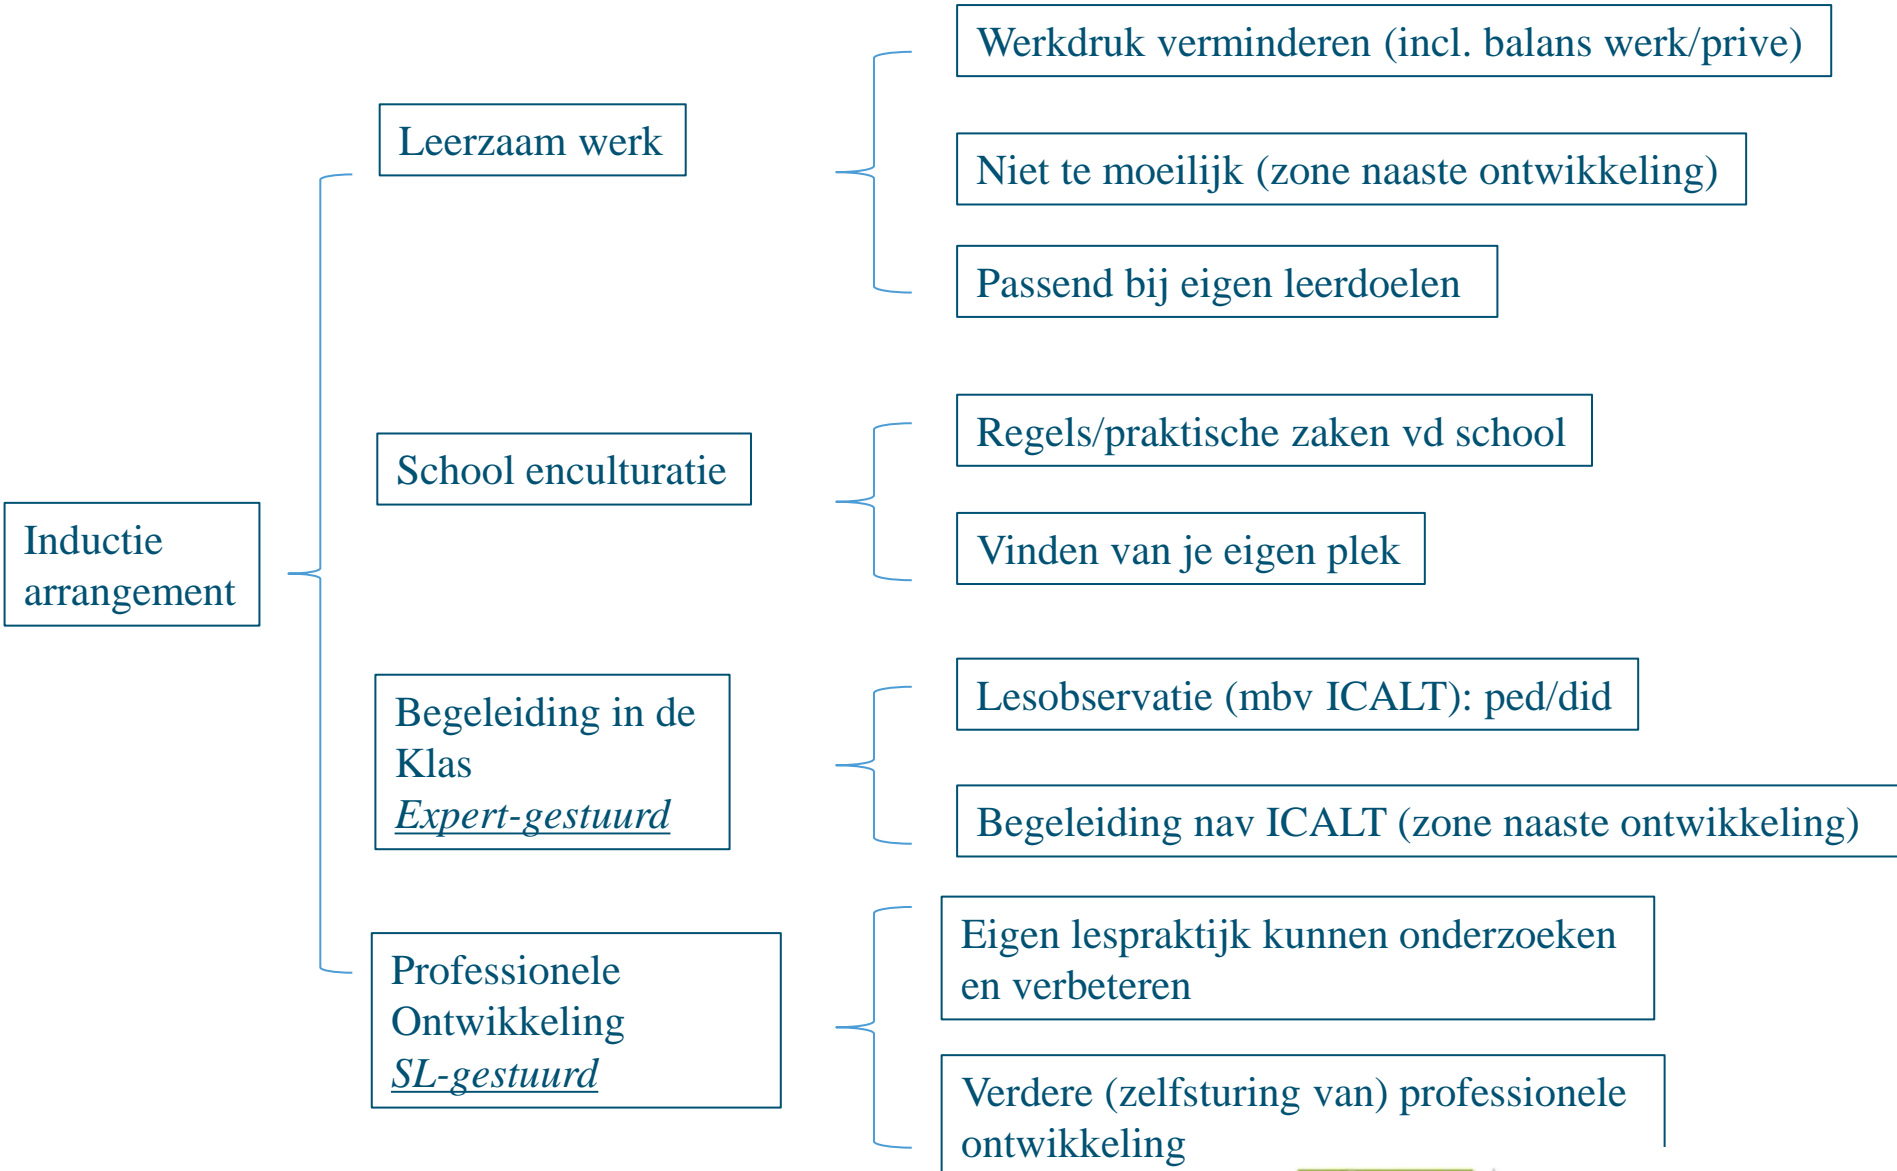 Inductie
arrangement
Leerzaam werk
Werkdruk verminderen (incl. balans werk/prive)
Niet te moeilijk (zone naaste ontwikkeling)
Passend bij eigen leerdoelen
School enculturatie
Regels/praktische zaken vd school
Vinden van je eigen plek
Begeleiding in de
Klas
Expert-gestuurd
Lesobservatie (mbv ICALT): ped/did
Begeleiding nav ICALT (zone naaste ontwikkeling)
Professionele
Ontwikkeling
SL-gestuurd
Eigen lespraktijk kunnen onderzoeken
en verbeteren
Verdere (zelfsturing van) professionele
ontwikkeling